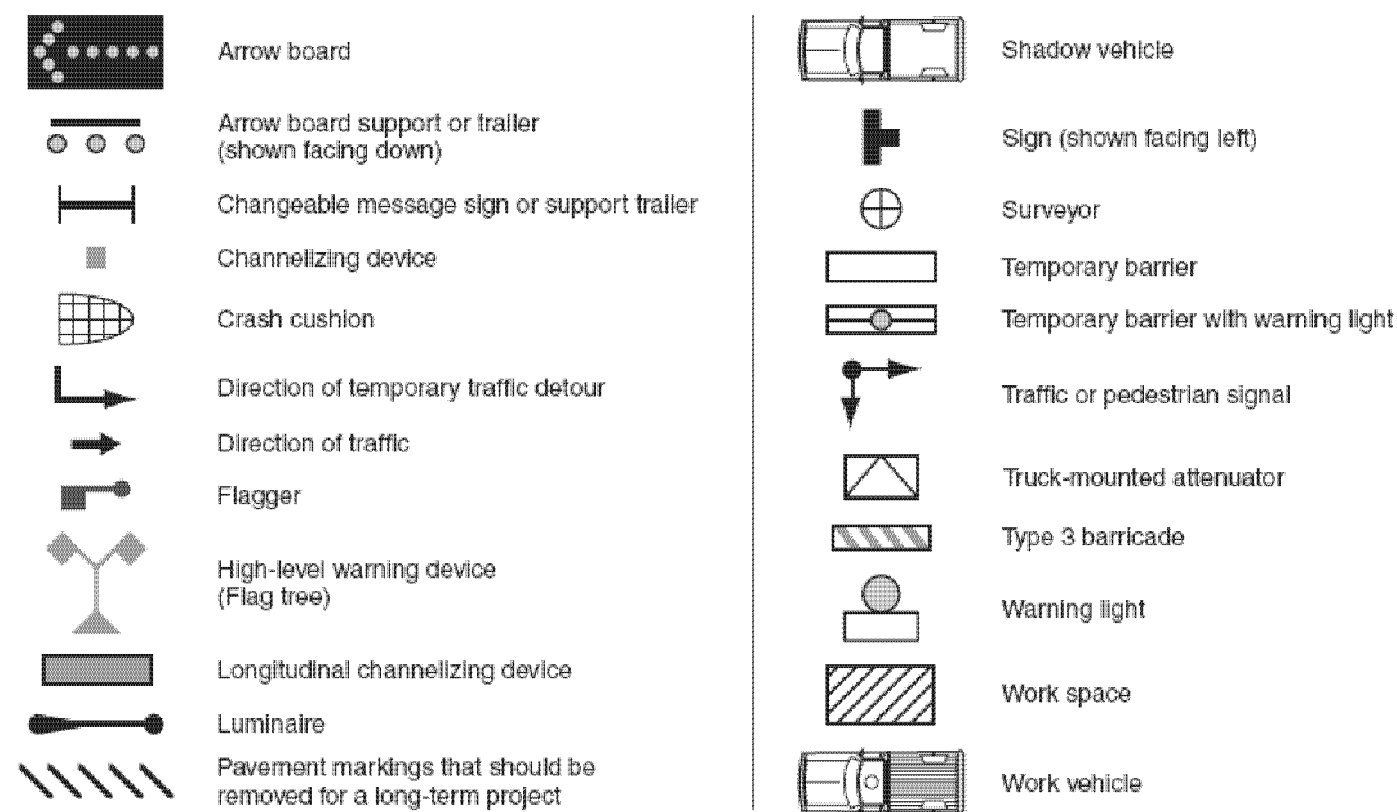 Arrow board
Arrow board support or trailer
(shown facing down)
Changeable message sign or support trailer
Channelizing device
Crash cushion
Direction of temporary traffic detour
Direction of traffic
Flagger
High-level warning device
(Flag tree)
Longitudinal channelizing device
Luminaire
Pavement markings that should be
removed for a long-term project
Shadow vehicle
Sign (shown facing left)
Surveyor
Temporary barrier
Temporary barrier with warning light
Traffic or pedestrian signal
Truck-mounted attenuator
Type 3 barricade
Warning light
Work space
Work vehicle